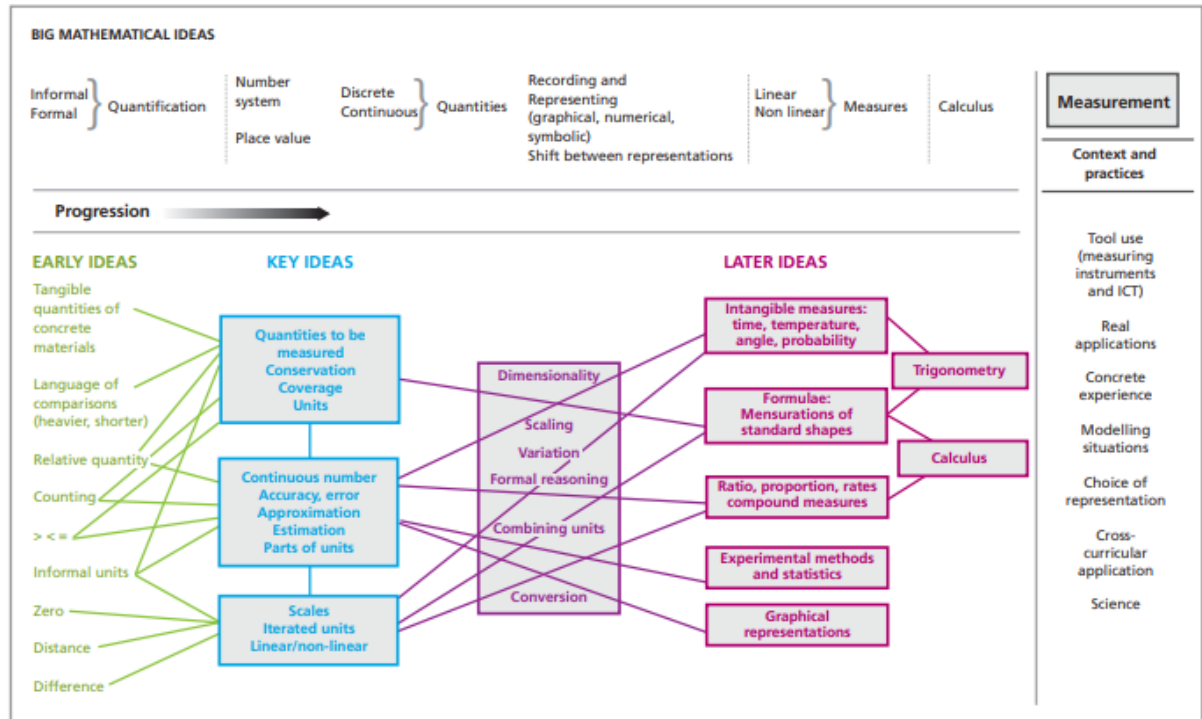 BIG MATHEMATICAL IDEAS
Informal
Formal
Quantification
Number
system
Place value
Discrete
Continuous
Quantities
Recording and
Representing
(graphical, numerical,
symbolic)
Shift between representations
Linear
Non linear
Measures
Calculus
Measurement
Context and
practices
Progression
EARLY IDEAS
Tangible
quantities of
concrete
materials
Language of
comparisons
(heavier, shorter)
Relative quantity
Counting
> < =
Informal units
Zero
Distance
Difference
KEY IDEAS
Quantities to be
measured
Conservation
Coverage
Units
Continuous number
Accuracy, error
Approximation
Estimation
Parts of units
Scales
Iterated units
Linear/non-linear
Dimensionality
Scaling
Variation
Formal reasoning
Combining units
Conversion
LATER IDEAS
Intangible measures:
time, temperature,
angle, probability
Formulae:
Mensurations of
standard shapes
Ratio, proportion, rates
compound measures
Experimental methods
and statistics
Graphical
representations
Trigonometry
Calculus
Tool use
(measuring
instruments
and ICT)
Real
applications
Concrete
experience
Modelling
situations
Choice of
representation
Cross-
curricular
application
Science